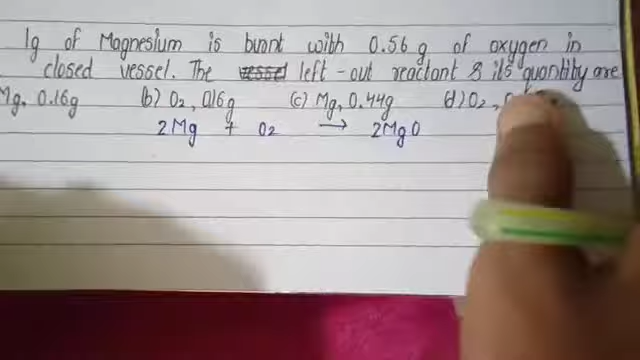 1g of Magnesium is burnt with 0.56 g of oxygen in
closed vessel. The left-out reactant & its quantity are
Mg, 0.16g (b) O2, 0.16g (c) Mg, 0.44g (d) O2,
2Mg + O2 → 2MgO